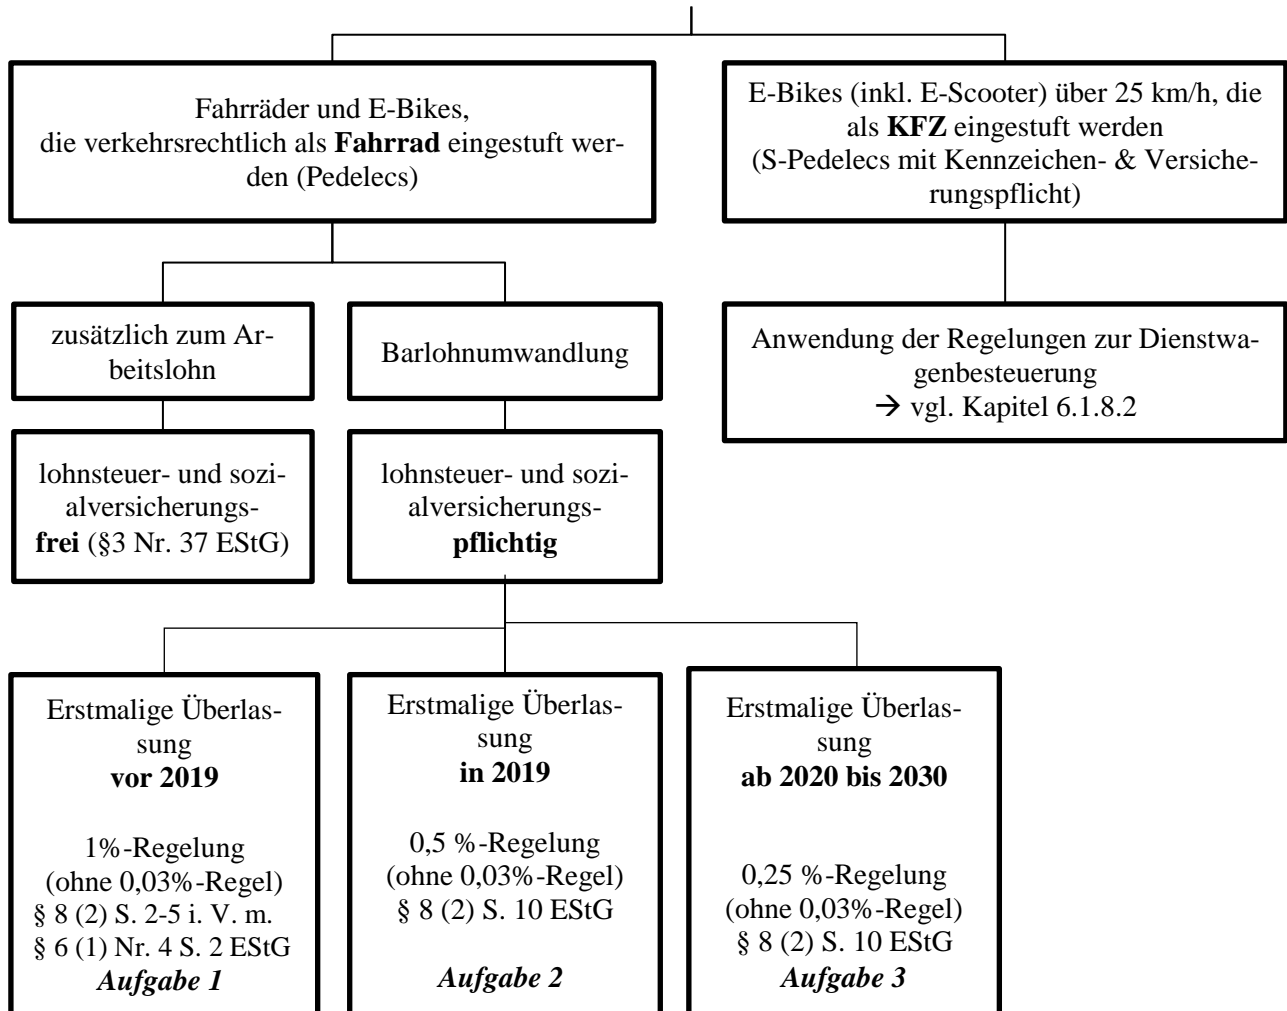 Fahrräder und E-Bikes,
die verkehrsrechtlich als Fahrrad eingestuft wer-
den (Pedelecs)
E-Bikes (inkl. E-Scooter) über 25 km/h, die
als KFZ eingestuft werden
(S-Pedelecs mit Kennzeichen- & Versiche-
rungspflicht)
zusätzlich zum Ar-
beitslohn
Barlohnumwandlung
Anwendung der Regelungen zur Dienstwa-
genbesteuerung
→ vgl. Kapitel 6.1.8.2
lohnsteuer- und sozi-
alversicherungs-
frei (§3 Nr. 37 EStG)
lohnsteuer- und sozi-
alversicherungs-
pflichtig
Erstmalige Überlas-
sung
vor 2019
1%-Regelung
(ohne 0,03%-Regel)
§ 8 (2) S. 2-5 i. V. m.
§ 6 (1) Nr. 4 S. 2 EStG
Aufgabe 1
Erstmalige Überlas-
sung
in 2019
0,5 %-Regelung
(ohne 0,03%-Regel)
§ 8 (2) S. 10 EStG
Aufgabe 2
Erstmalige Überlas-
sung
ab 2020 bis 2030
0,25 %-Regelung
(ohne 0,03%-Regel)
§ 8 (2) S. 10 EStG
Aufgabe 3